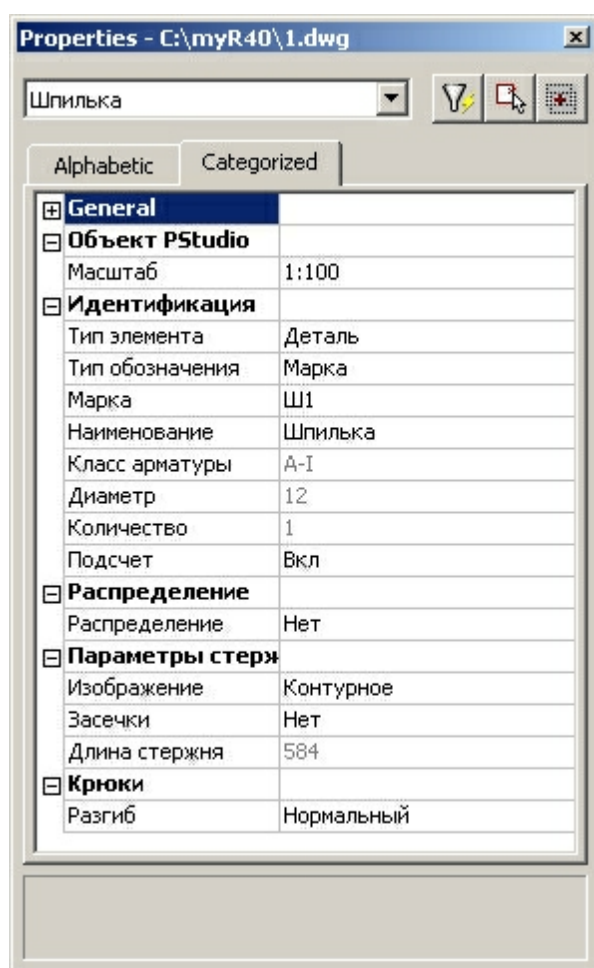 Properties - C:\myR40\1.dwg
Шпилька
Alphabetic Categorized
General
Объект PStudio
Масштаб 1:100
Идентификация
Тип элемента Деталь
Тип обозначения Марка
Марка Ш1
Наименование Шпилька
Класс арматуры А-I
Диаметр 12
Количество 1
Подсчет Вкл
Распределение
Распределение Нет
Параметры стерж
Изображение Контурное
Засечки Нет
Длина стержня 584
Крюки
Разгиб Нормальный